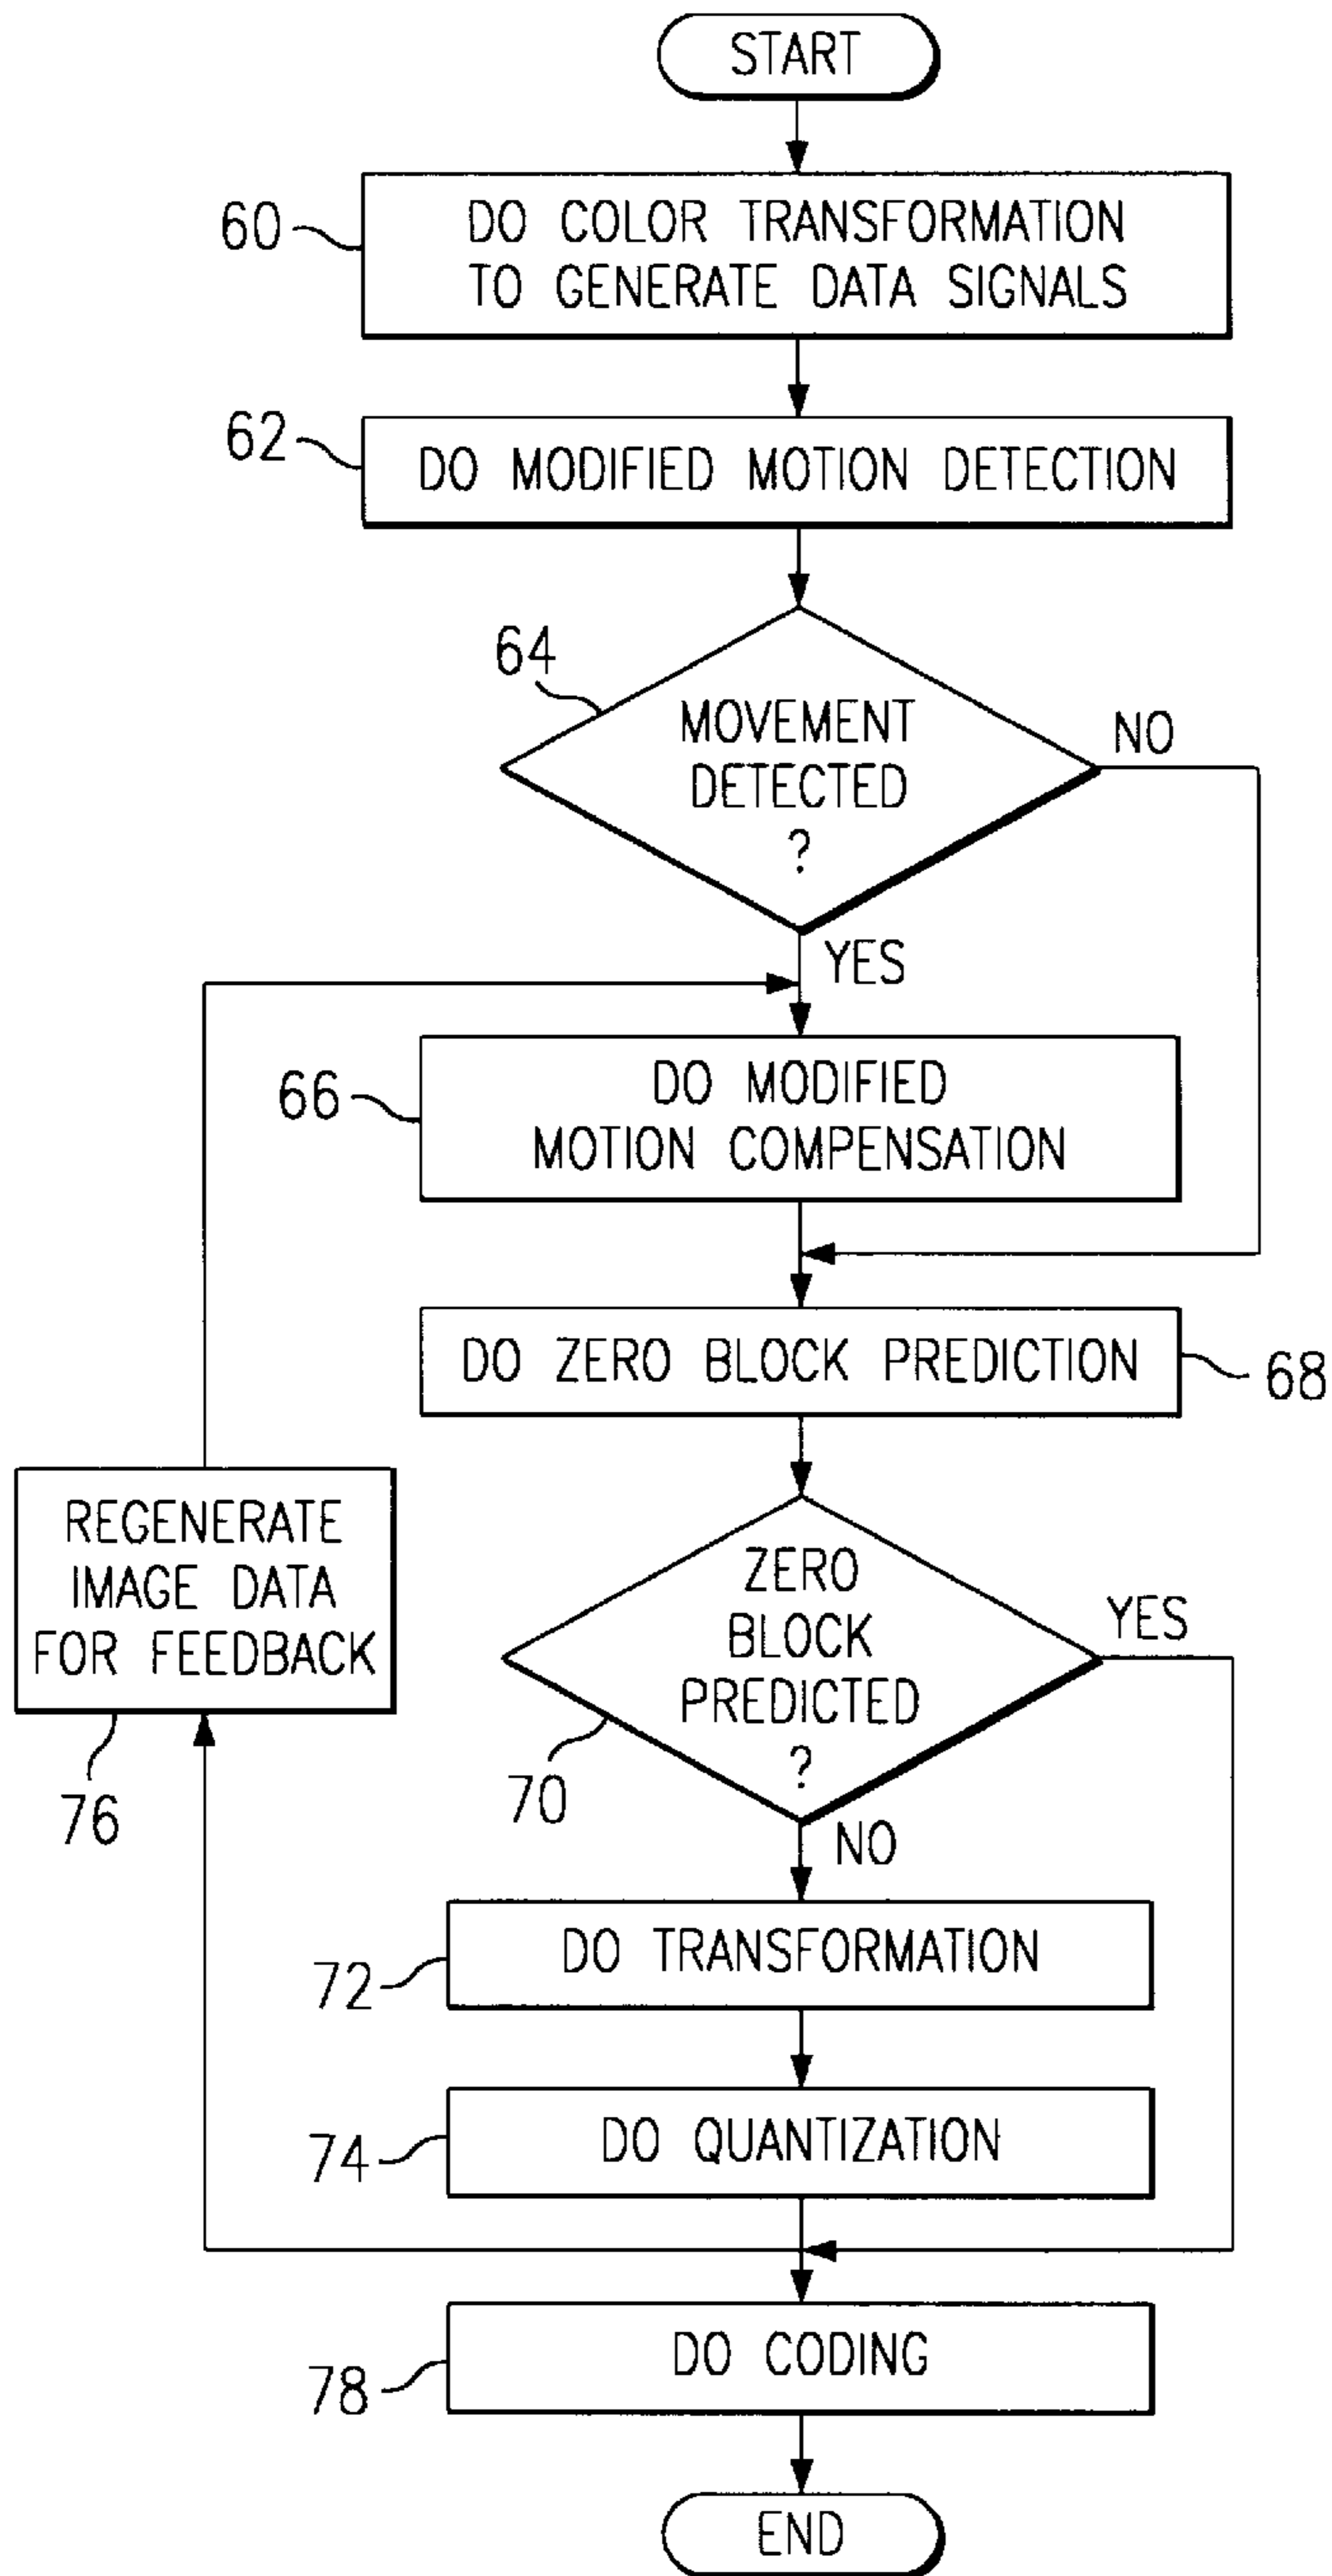 START
60
DO COLOR TRANSFORMATION
TO GENERATE DATA SIGNALS
62
DO MODIFIED MOTION DETECTION
64
MOVEMENT
DETECTED
?
NO
YES
66
DO MODIFIED
MOTION COMPENSATION
DO ZERO BLOCK PREDICTION
68
REGENERATE
IMAGE DATA
FOR FEEDBACK
76
ZERO
BLOCK
PREDICTED
?
YES
70
NO
72
DO TRANSFORMATION
74
DO QUANTIZATION
78
DO CODING
END